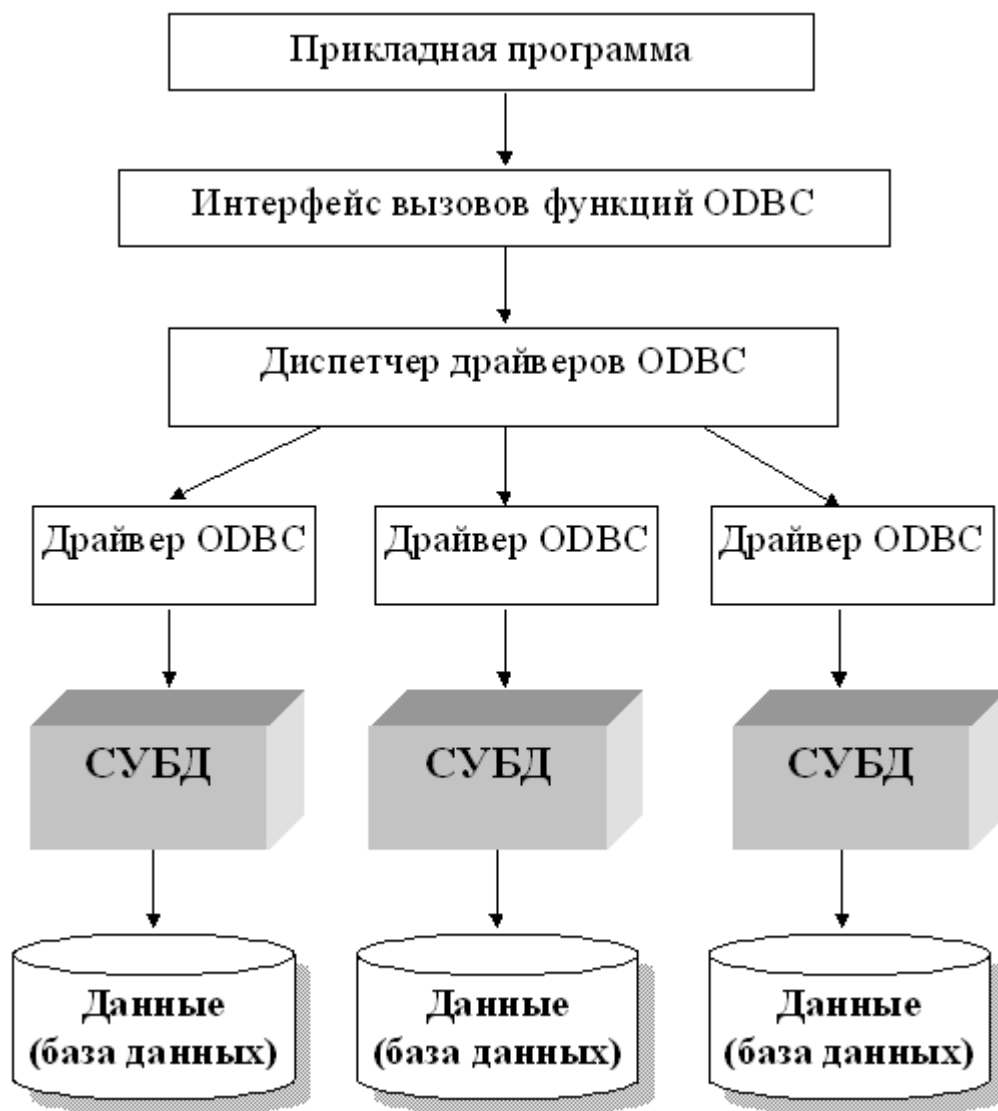 Прикладная программа
Интерфейс вызовов функций ODBC
Диспетчер драйверов ODBC
Драйвер ODBC
Драйвер ODBC
Драйвер ODBC
СУБД
СУБД
СУБД
Данные
(база данных)
Данные
(база данных)
Данные
(база данных)